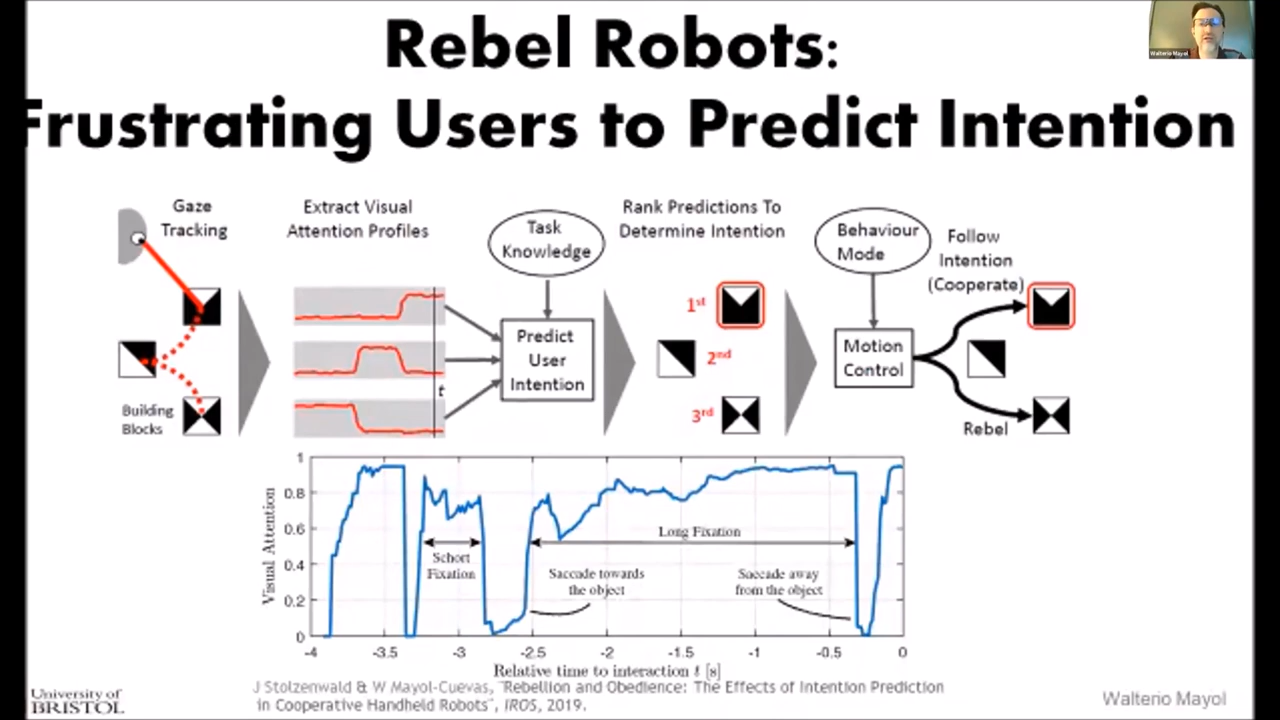 Rebel Robots:
Frustrating Users to Predict Intention
Walterio Mayol
Gaze
Tracking
Extract Visual
Attention Profiles
Task
Knowledge
Rank Predictions To
Determine Intention
Behaviour
Mode
Follow
Intention
(Cooperate)
1st
2nd
3rd
Predict
User
Intention
Motion
Control
t
Building
Blocks
Rebel
Visual Attention
1
0.8
0.6
0.4
0.2
0
Schort
Fixation
Long Fixation
Saccade towards
the object
Saccade away
from the object
-4 -3.5 -3 -2.5 -2 -1.5 -1 -0.5 0
Relative time to interaction t [s]
J Stolzenwald & W Mayol-Cuevas, "Rebellion and Obedience: The Effects of Intention Prediction
in Cooperative Handheld Robots", IROS, 2019.
University of
BRISTOL
Walterio Mayol